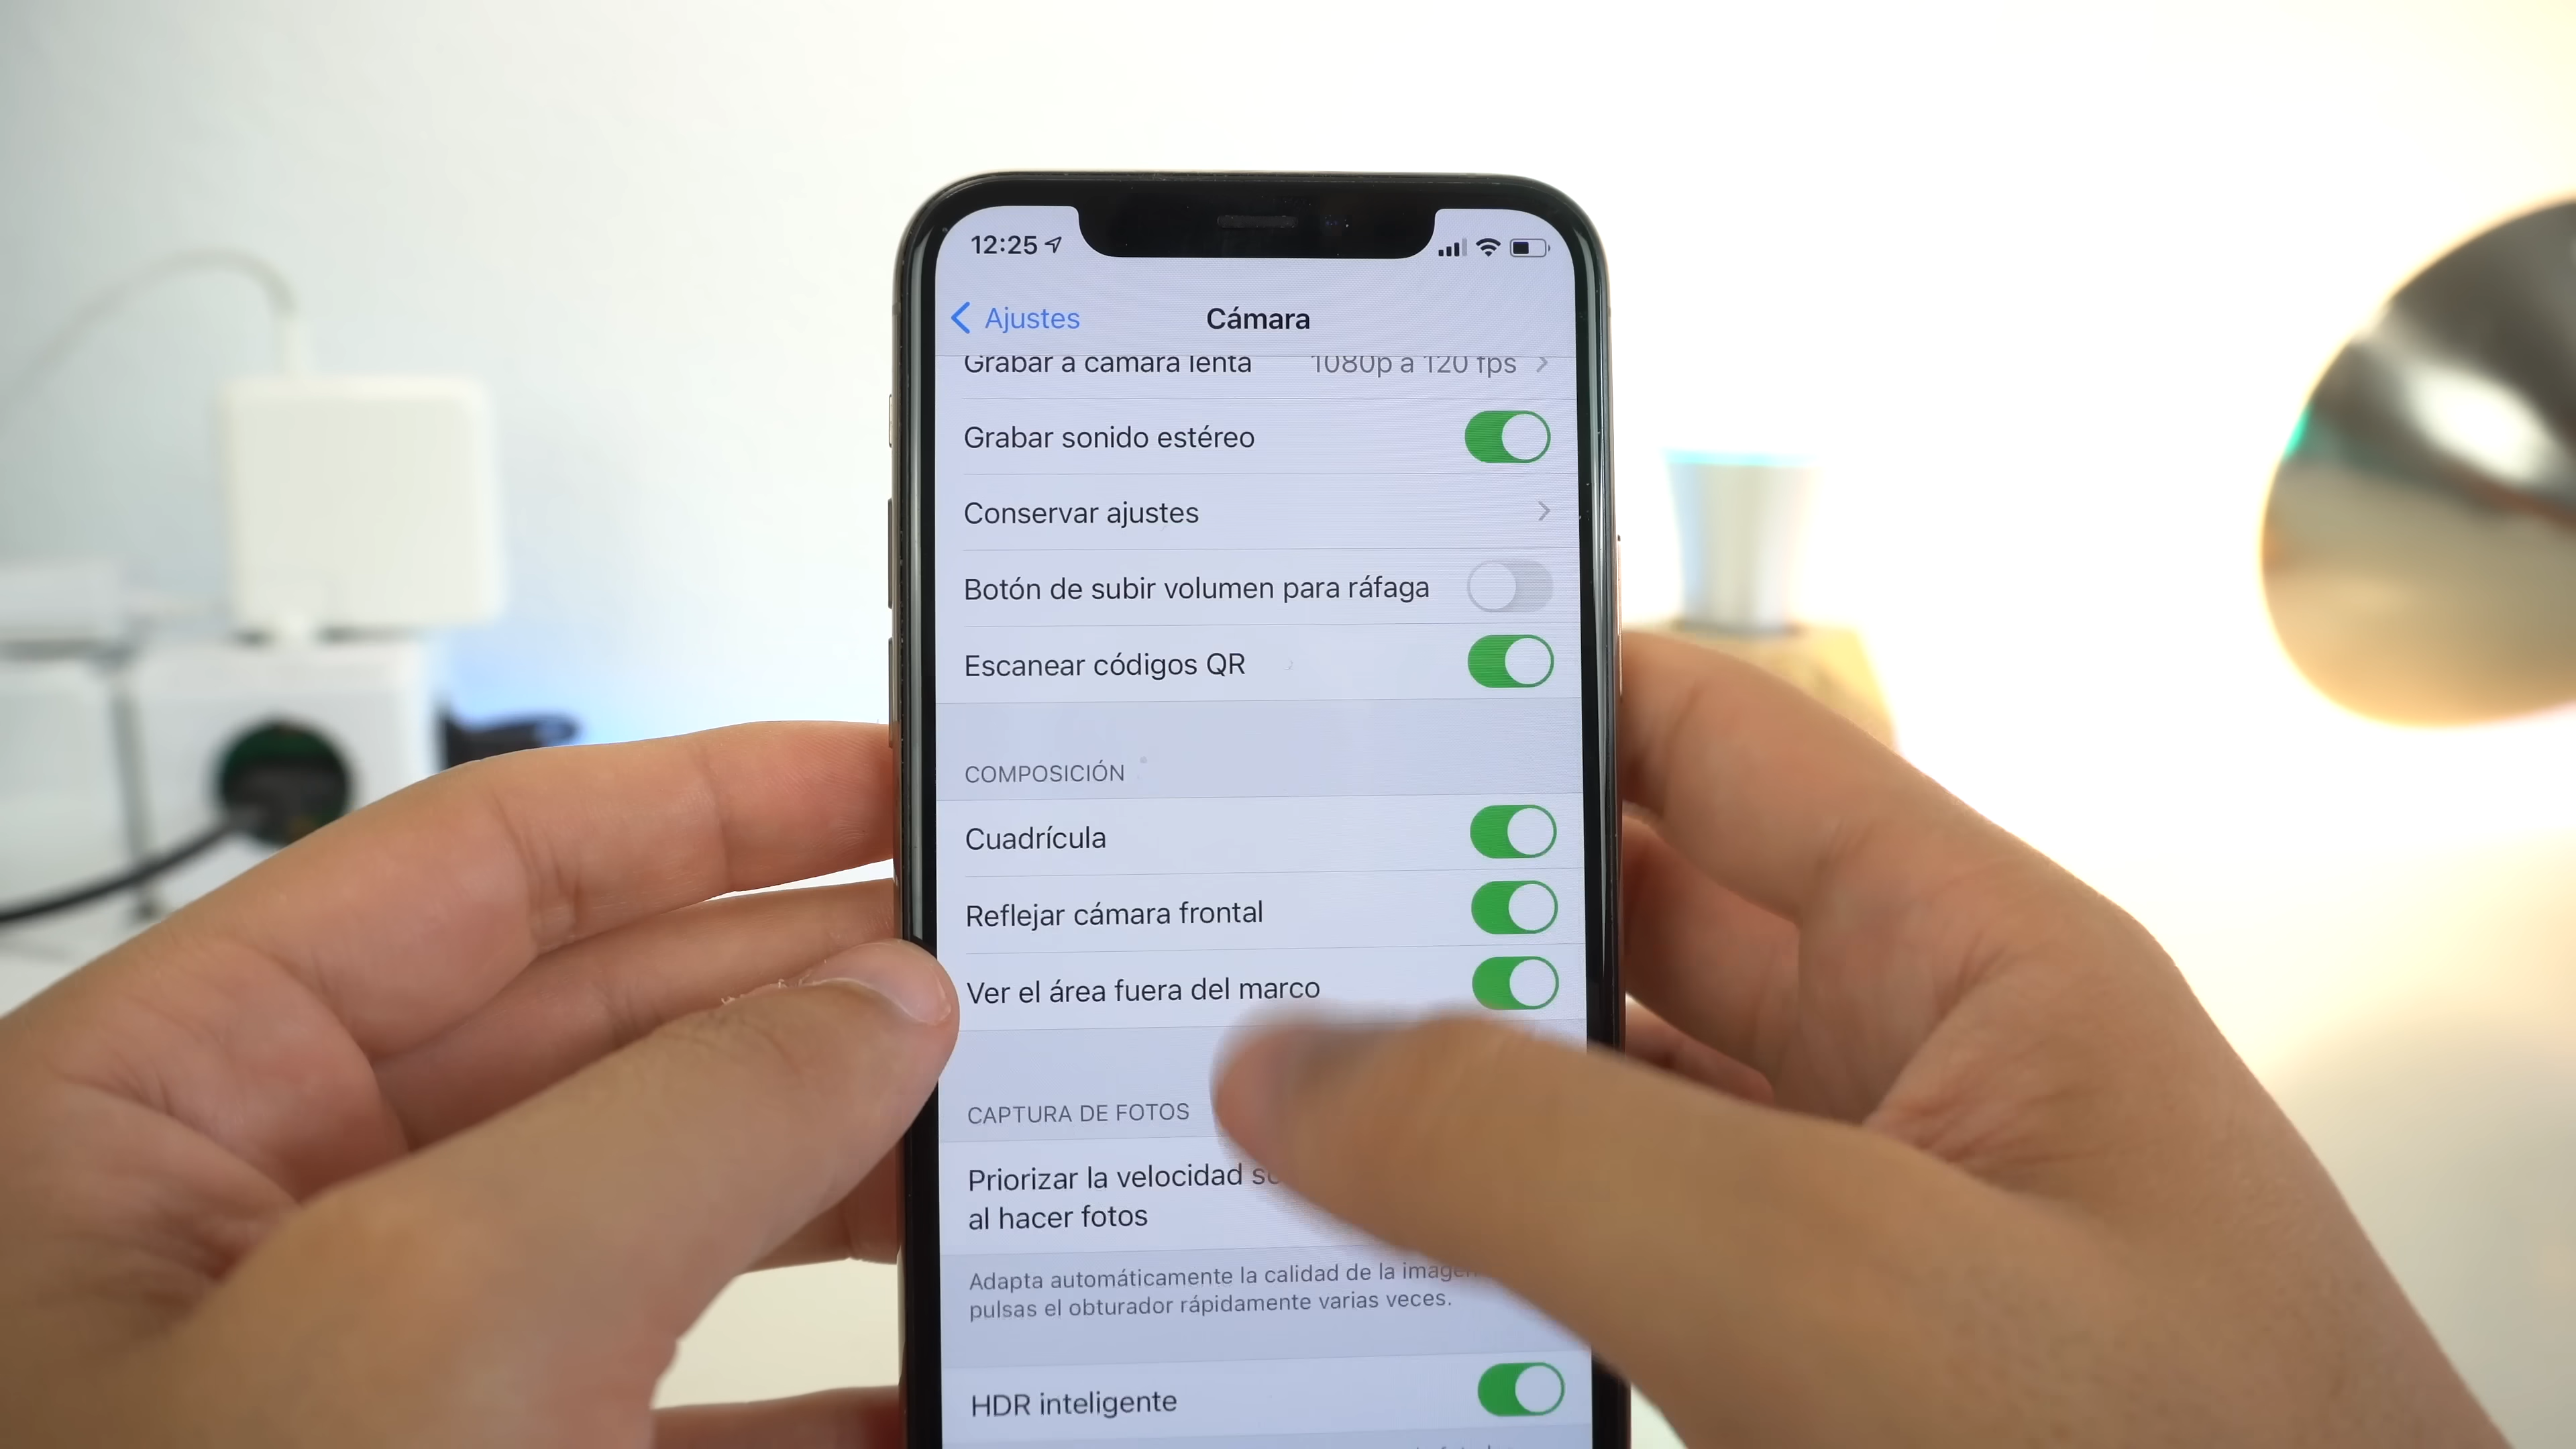 12:25
Ajustes
Cámara
Grabar a cámara lenta 1080p a 120 fps
Grabar sonido estéreo
Conservar ajustes
Botón de subir volumen para ráfaga
Escanear códigos QR
COMPOSICIÓN
Cuadrícula
Reflejar cámara frontal
Ver el área fuera del marco
CAPTURA DE FOTOS
Priorizar la velocidad
al hacer fotos
Adapta automáticamente la calidad de la imagen
pulsas el obturador rápidamente varias veces.
HDR inteligente